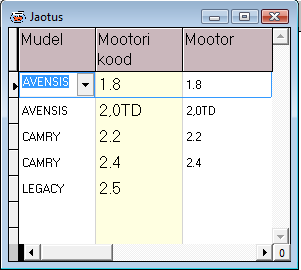 Jaotus
Mudel Mootori kood Mootor
AVENSIS 1.8 1.8
AVENSIS 2,0TD 2,0TD
CAMRY 2.2 2.2
CAMRY 2.4 2.4
LEGACY 2.5
0